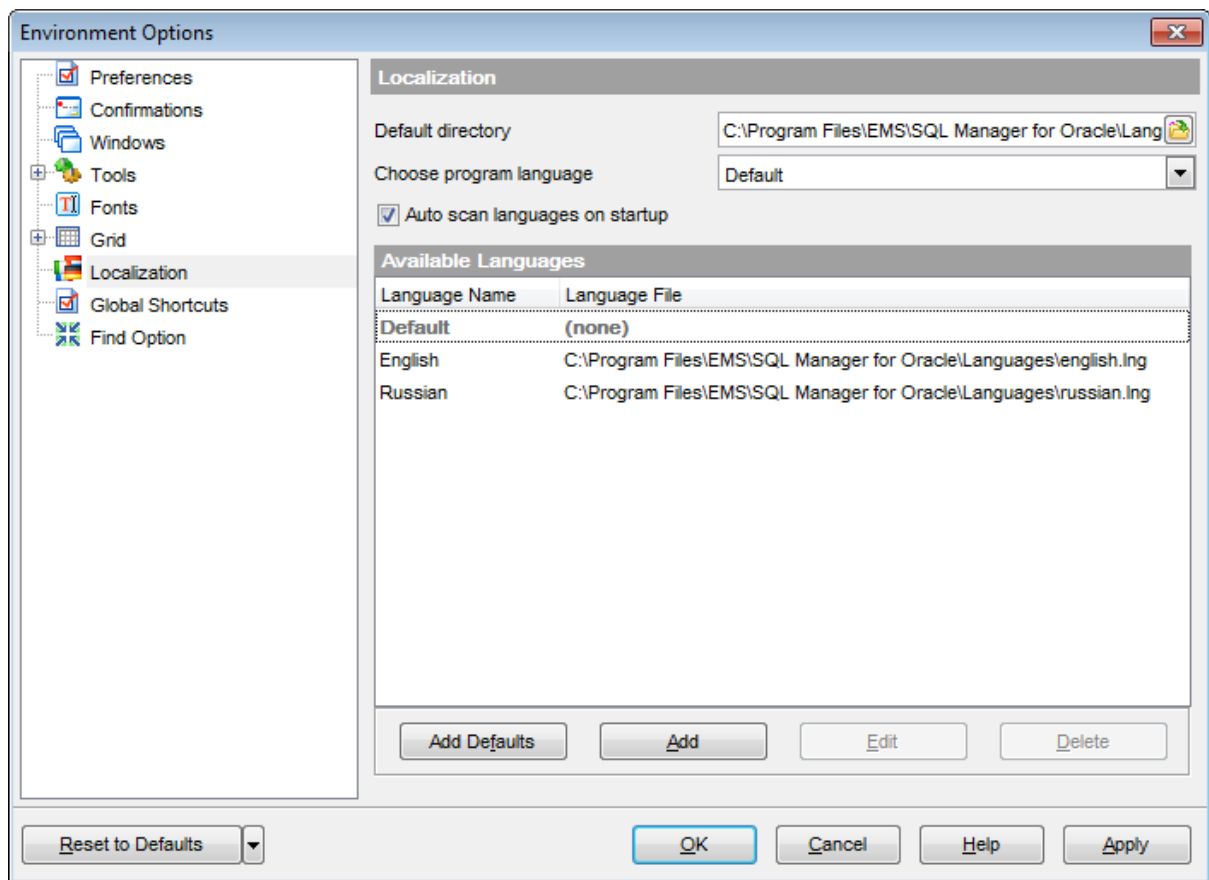 Environment Options
Preferences
Confirmations
Windows
Tools
Fonts
Grid
Localization
Global Shortcuts
Find Option
Localization
Default directory C:\Program Files\EMS\SQL Manager for Oracle\Lang
Choose program language Default
Auto scan languages on startup
Available Languages
Language Name Language File
Default (none)
English C:\Program Files\EMS\SQL Manager for Oracle\Languages\english.lng
Russian C:\Program Files\EMS\SQL Manager for Oracle\Languages\russian.lng
Add Defaults Add Edit Delete
Reset to Defaults OK Cancel Help Apply